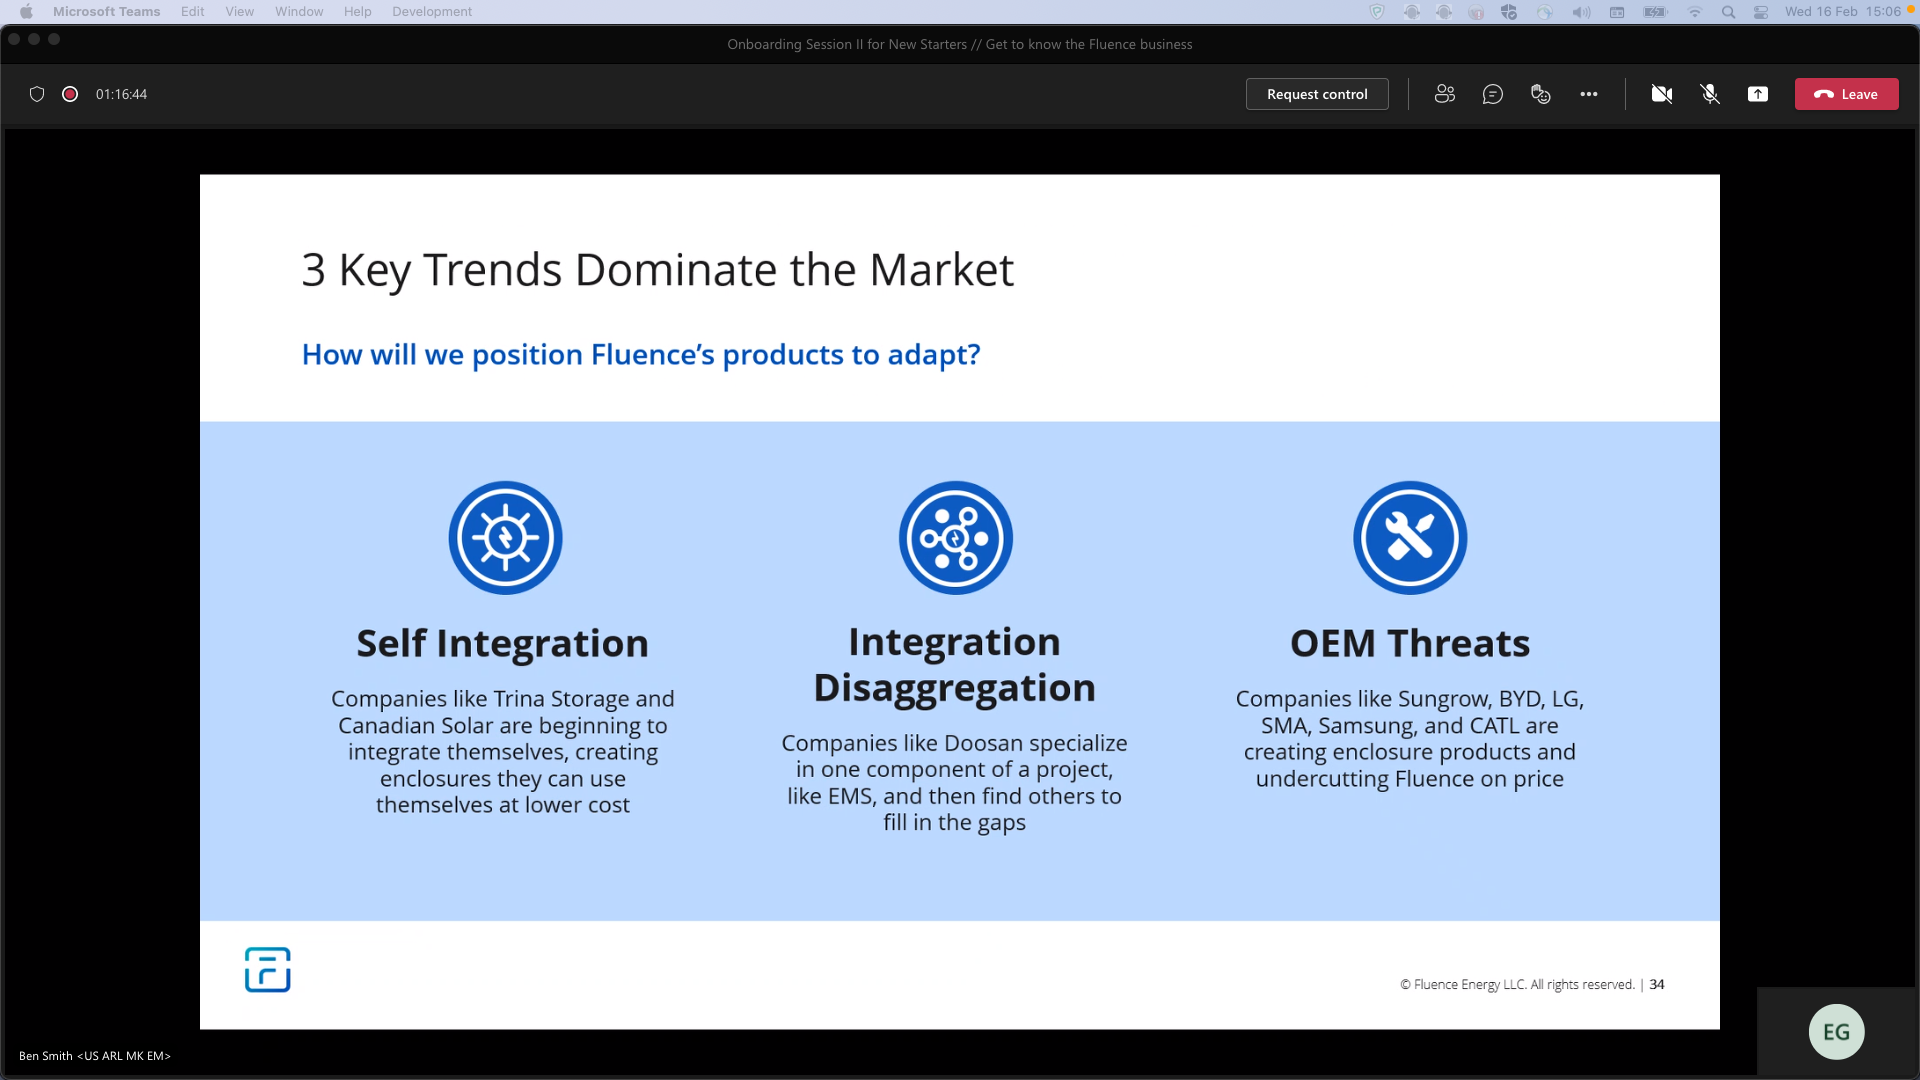 Microsoft Teams Edit View Window Help Development Wed 16 Feb 15:06
Onboarding Session II for New Starters // Get to know the Fluence business
01:16:44 Request control Leave
3 Key Trends Dominate the Market
How will we position Fluence’s products to adapt?
Self Integration
Companies like Trina Storage and
Canadian Solar are beginning to
integrate themselves, creating
enclosures they can use
themselves at lower cost
Integration
Disaggregation
Companies like Doosan specialize
in one component of a project,
like EMS, and then find others to
fill in the gaps
OEM Threats
Companies like Sungrow, BYD, LG,
SMA, Samsung, and CATL are
creating enclosure products and
undercutting Fluence on price
© Fluence Energy LLC. All rights reserved. | 34
Ben Smith <US ARL MK EM>
EG